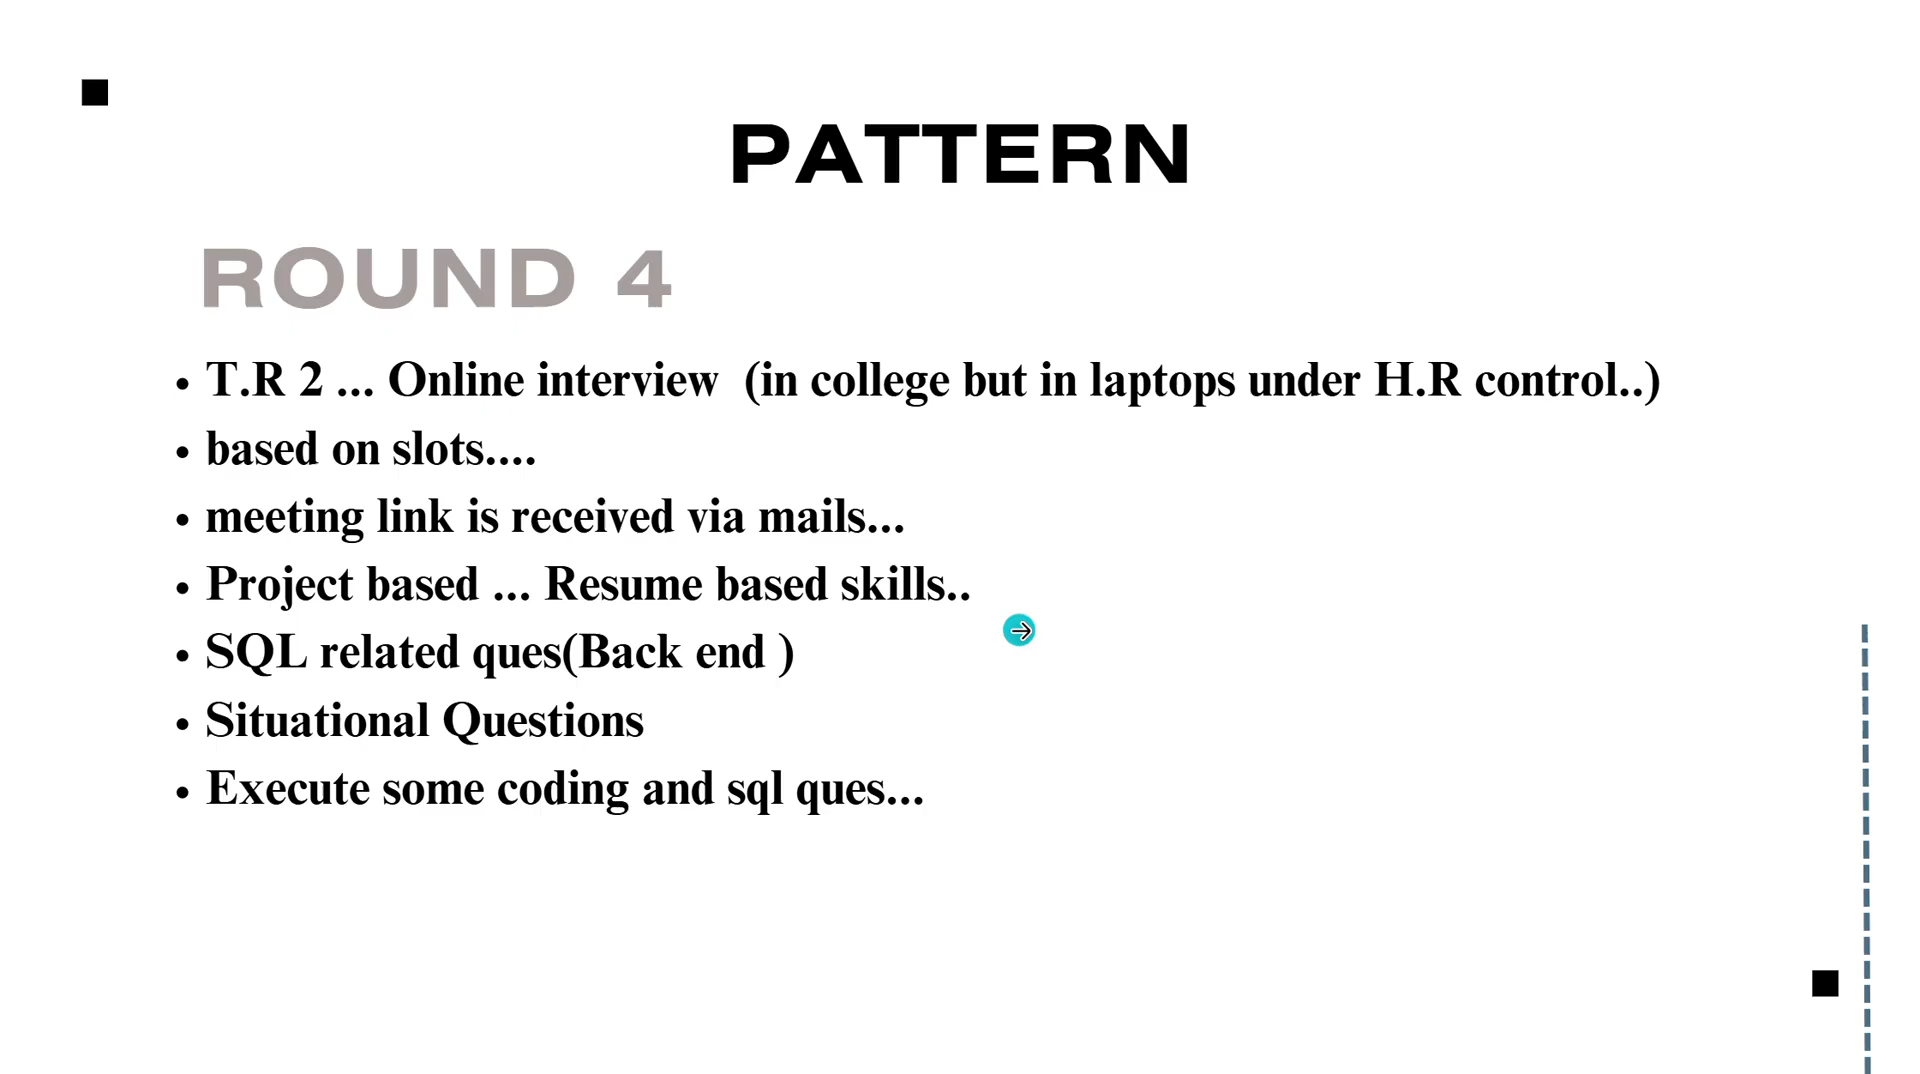 PATTERN
ROUND 4
• T.R 2 ... Online interview  (in college but in laptops under H.R control..)
• based on slots....
• meeting link is received via mails...
• Project based ... Resume based skills..
• SQL related ques(Back end )
• Situational Questions
• Execute some coding and sql ques...